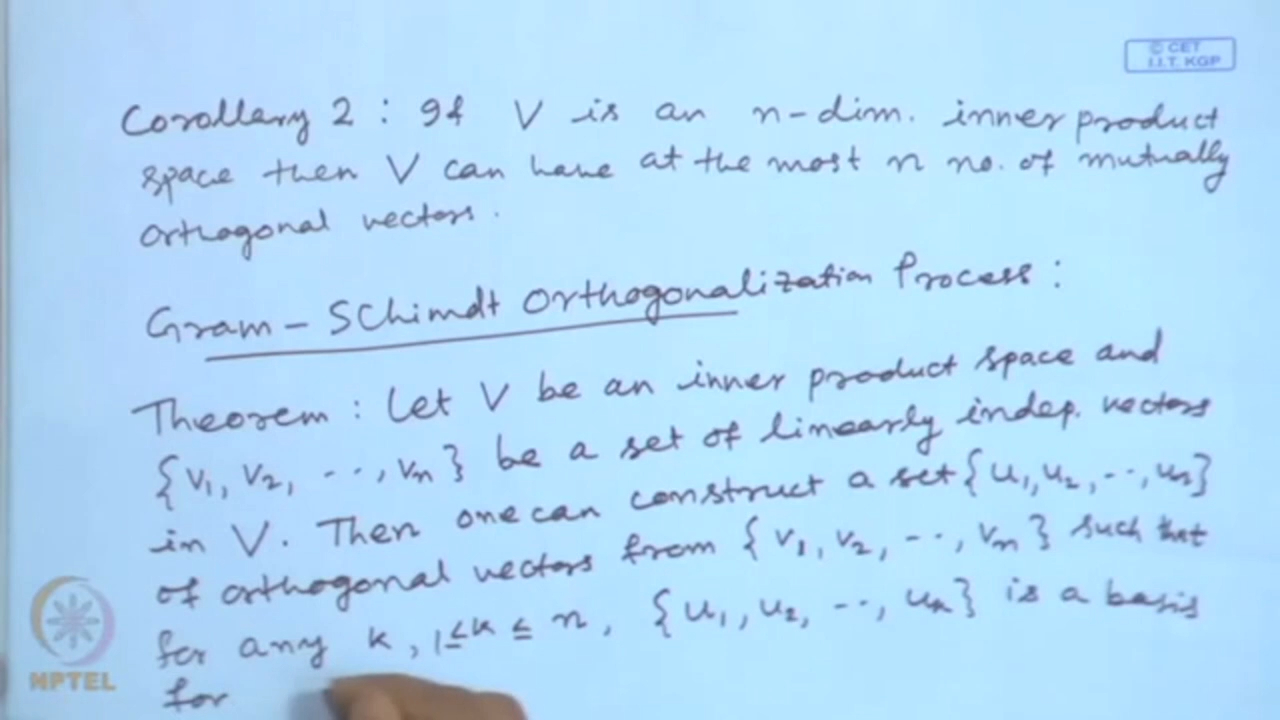 © CET
I.I.T. KGP
Corollary 2 : If V is an n-dim. inner product
space then V can have at the most n no. of mutually
orthogonal vectors.
Gram - SChimdt Orthogonalization Process :
Theorem : Let V be an inner product space and
{v₁, v₂, --, vₙ} be a set of linearly indep. vectors
in V. Then one can construct a set {u₁, u₂, --, uₙ}
of orthogonal vectors from {v₁, v₂, --, vₙ} such that
for any k, 1≤k≤n, {u₁, u₂, --, uₖ} is a basis
for
NPTEL